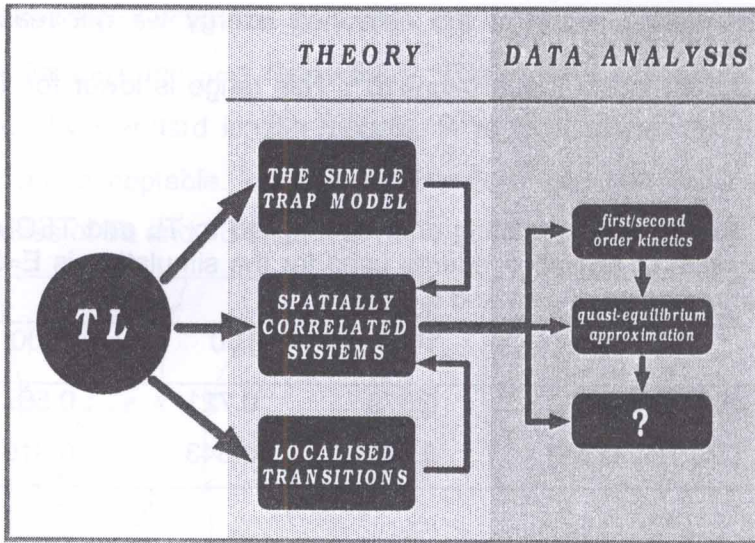 THEORY
DATA ANALYSIS
THE SIMPLE
TRAP MODEL
first/second
order kinetics
TL
SPATIALLY
CORRELATED
SYSTEMS
quasi-equilibrium
approximation
?
LOCALISED
TRANSITIONS